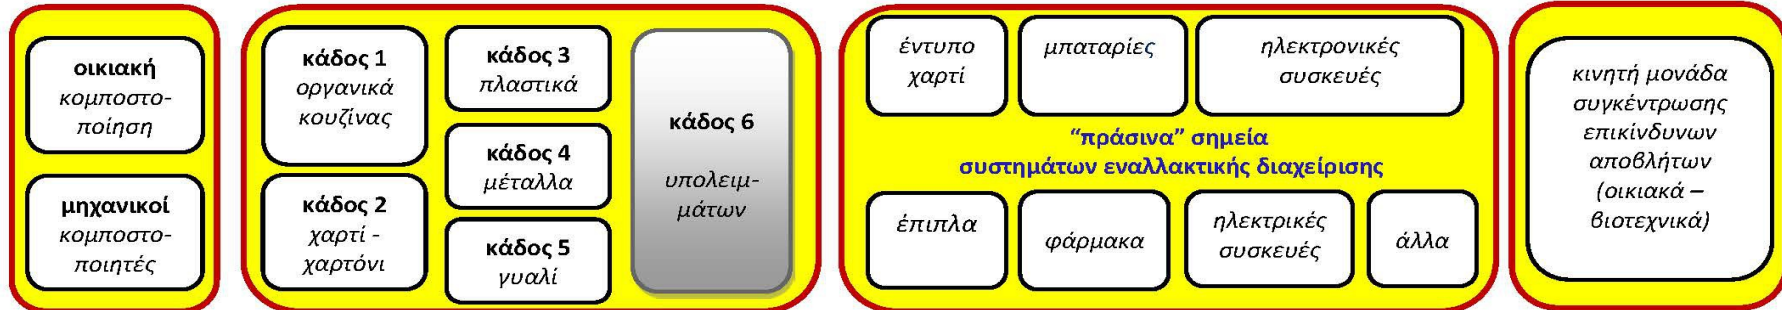 οικιακή
κομποστο-
ποίηση
μηχανικοί
κομποστο-
ποιητές
κάδος 1
οργανικά
κουζίνας
κάδος 2
χαρτί -
χαρτόνι
κάδος 3
πλαστικά
κάδος 4
μέταλλα
κάδος 5
γυαλί
κάδος 6
υπολειμ-
μάτων
έντυπο
χαρτί
μπαταρίες
ηλεκτρονικές
συσκευές
“πράσινα” σημεία
συστημάτων εναλλακτική διαχείρισης
έπιπλα
φάρμακα
ηλεκτρικές
συσκευές
άλλα
κινητή μονάδα
συγκέντρωσης
επικίνδυνων
αποβλήτων
(οικιακά –
βιοτεχνικά)